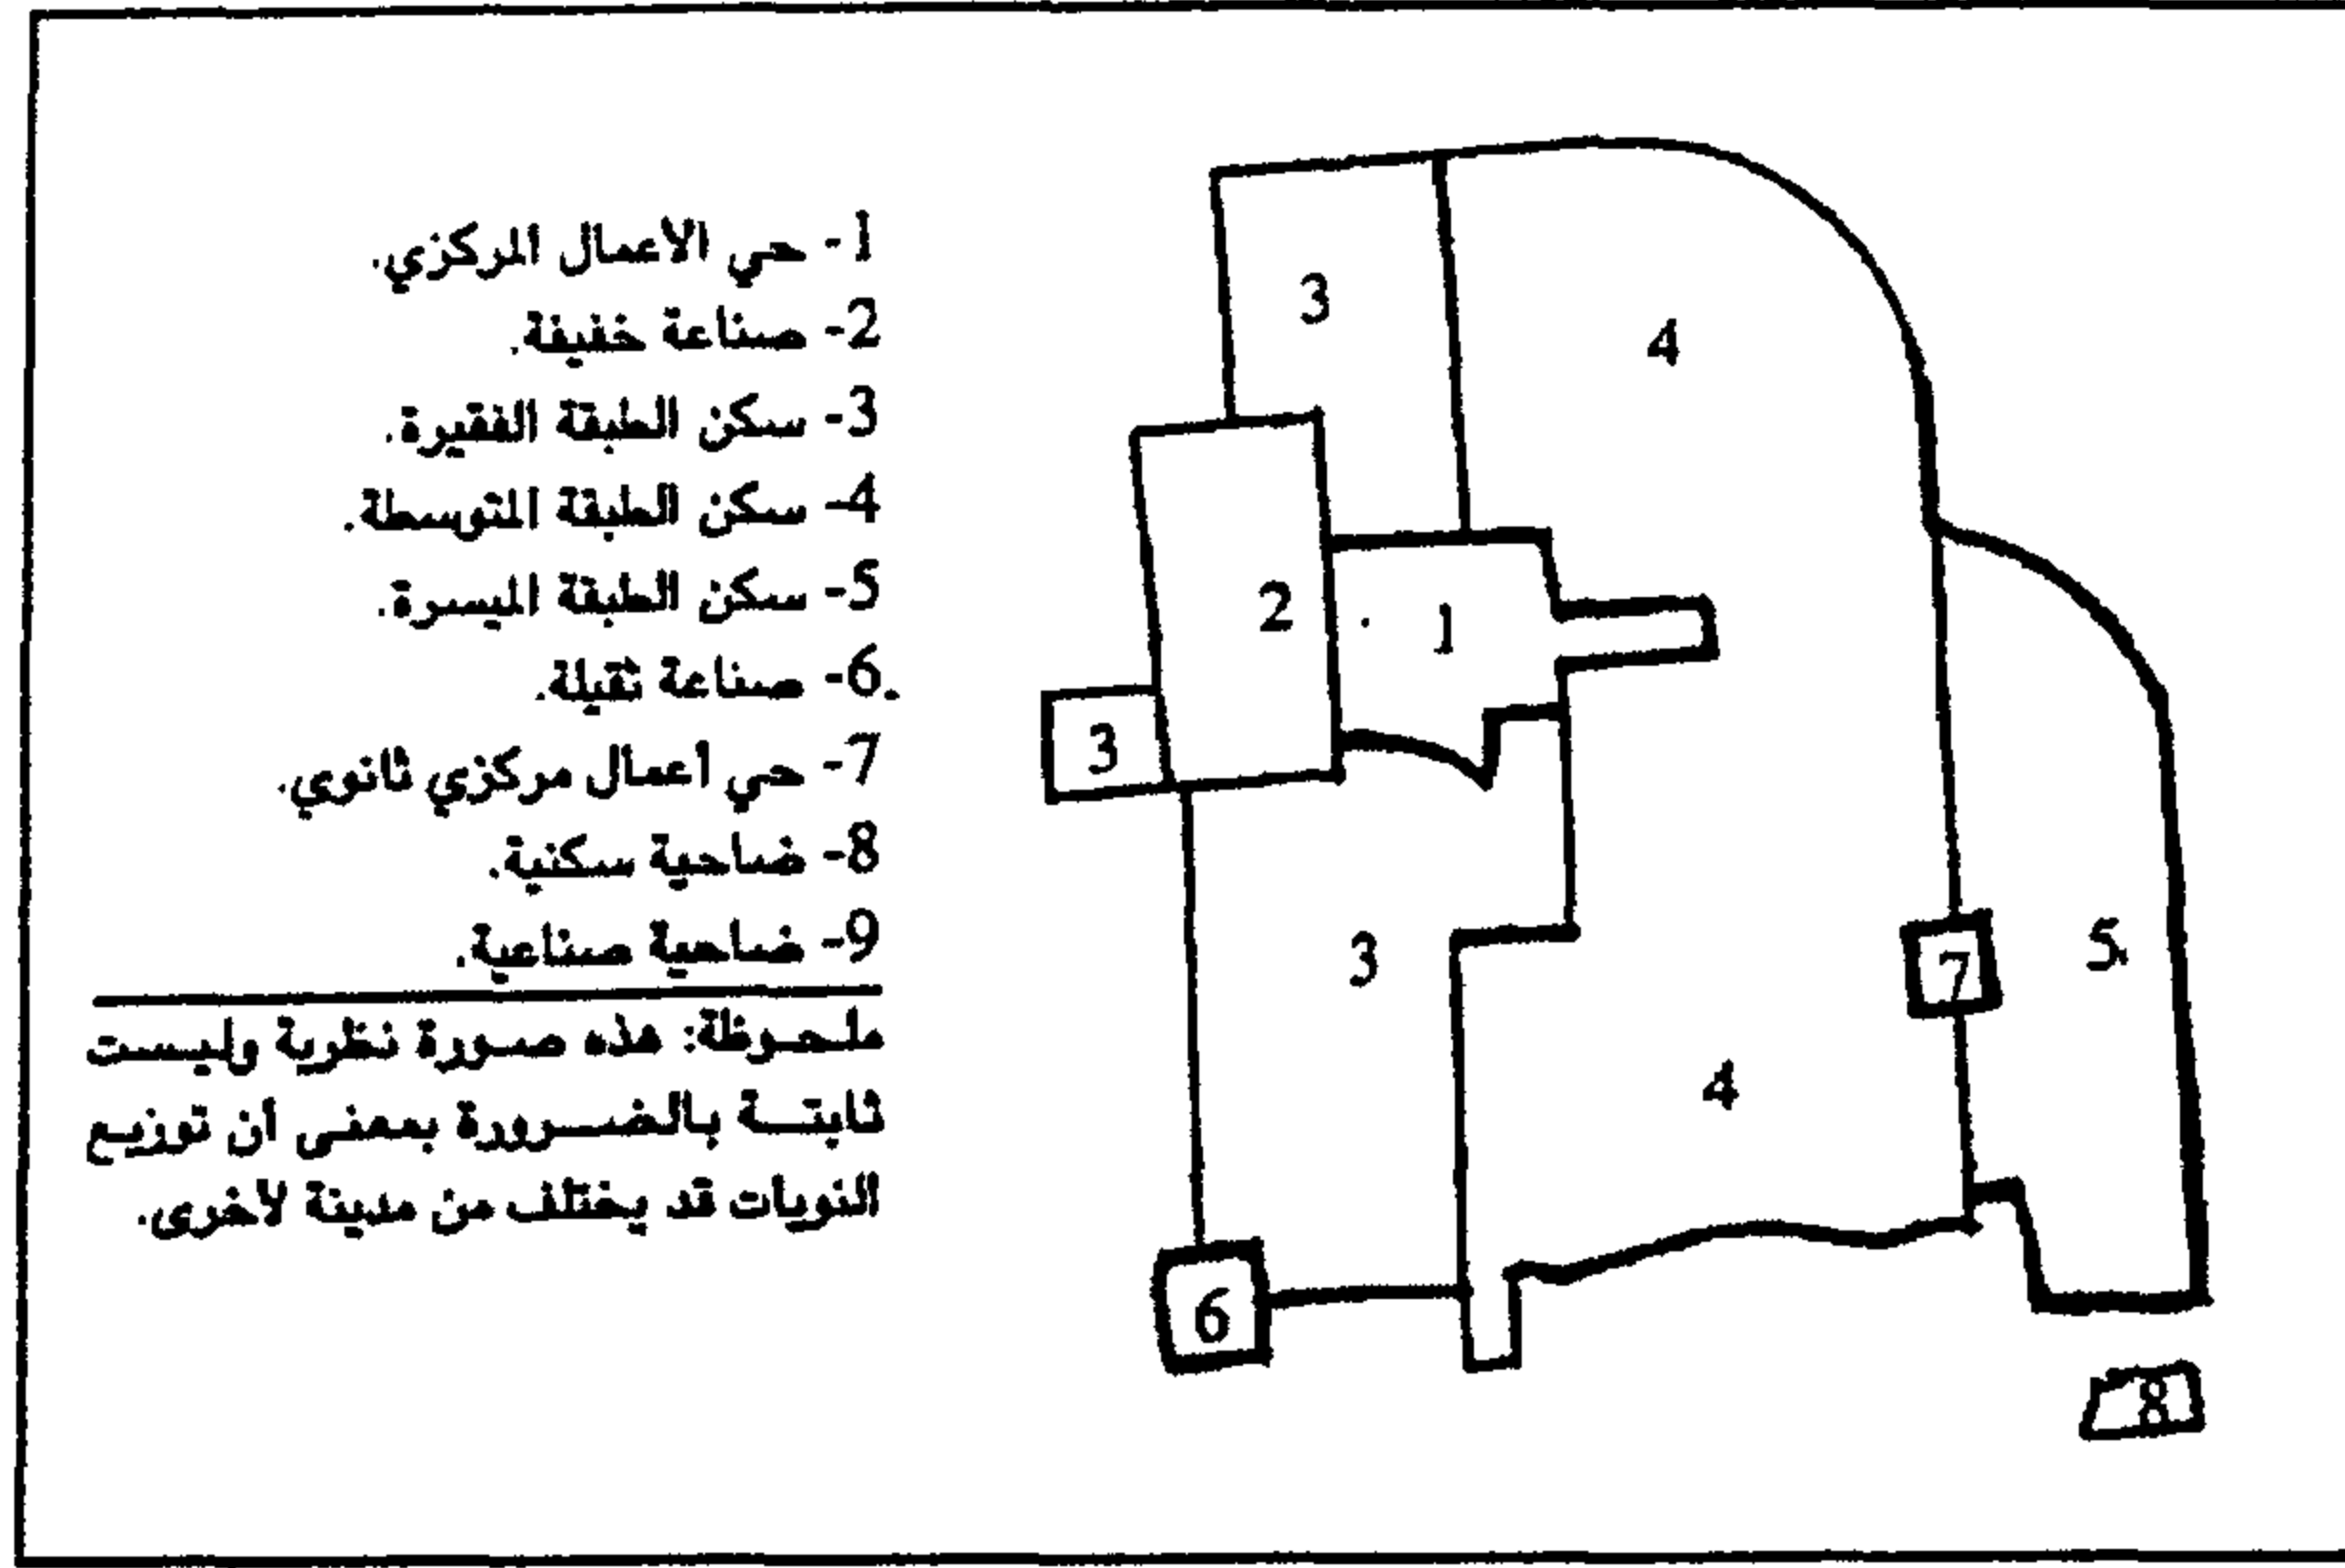 1- حي الاعمال المركزي.
2- صناعة خفيفة.
3- سكن الطبقة الفقيرة.
4- سكن الطبقة المتوسطة.
5- سكن الطبقة الميسرة.
6- صناعة ثقيلة.
7- حي اعمال مركزي ثانوي.
8- ضاحية سكنية.
9- ضاحية صناعية.
ملحوظة: هذه صورة نظرية وليست
ثابتة بالضرورة بمعنى ان توزيع
النويات قد يختلف من مدينة لاخرى.
3
4
2
1
3
3
7
5
4
6
8